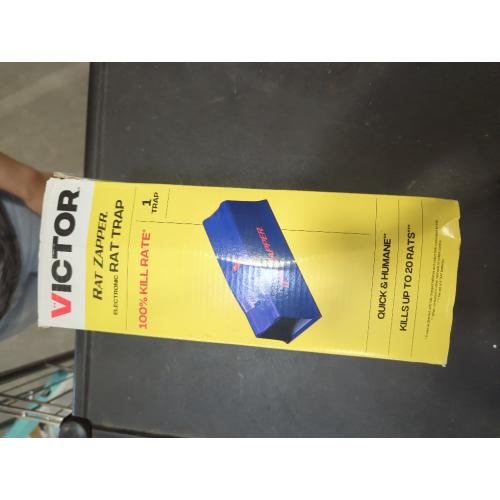 VICTOR
RAT ZAPPER
ELECTRONIC RAT TRAP
1
TRAP
100% KILL RATE*
ZAPPER
QUICK & HUMANE**
KILLS UP TO 20 RATS***